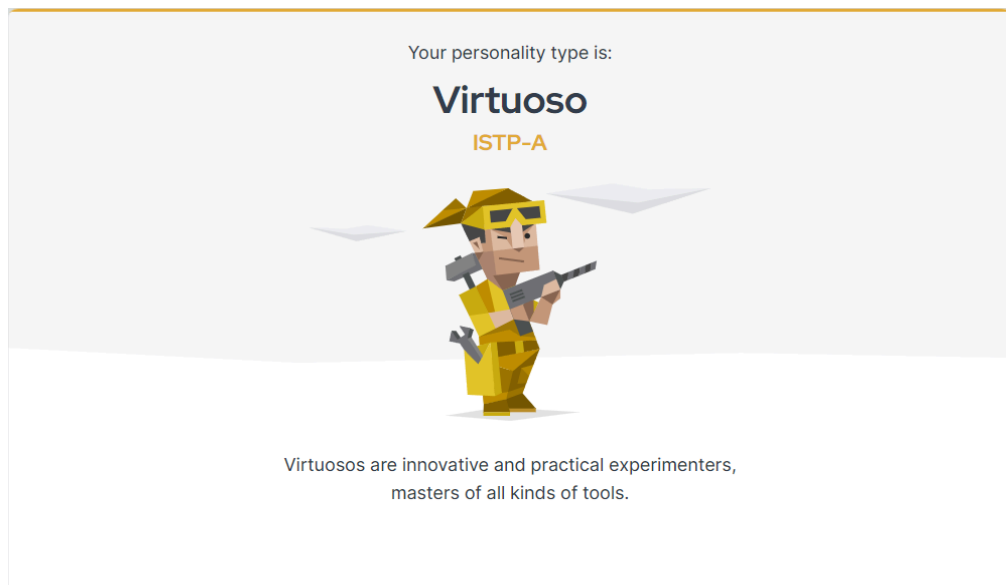 Your personality type is:
Virtuoso
ISTP-A
Virtuosos are innovative and practical experimenters,
masters of all kinds of tools.